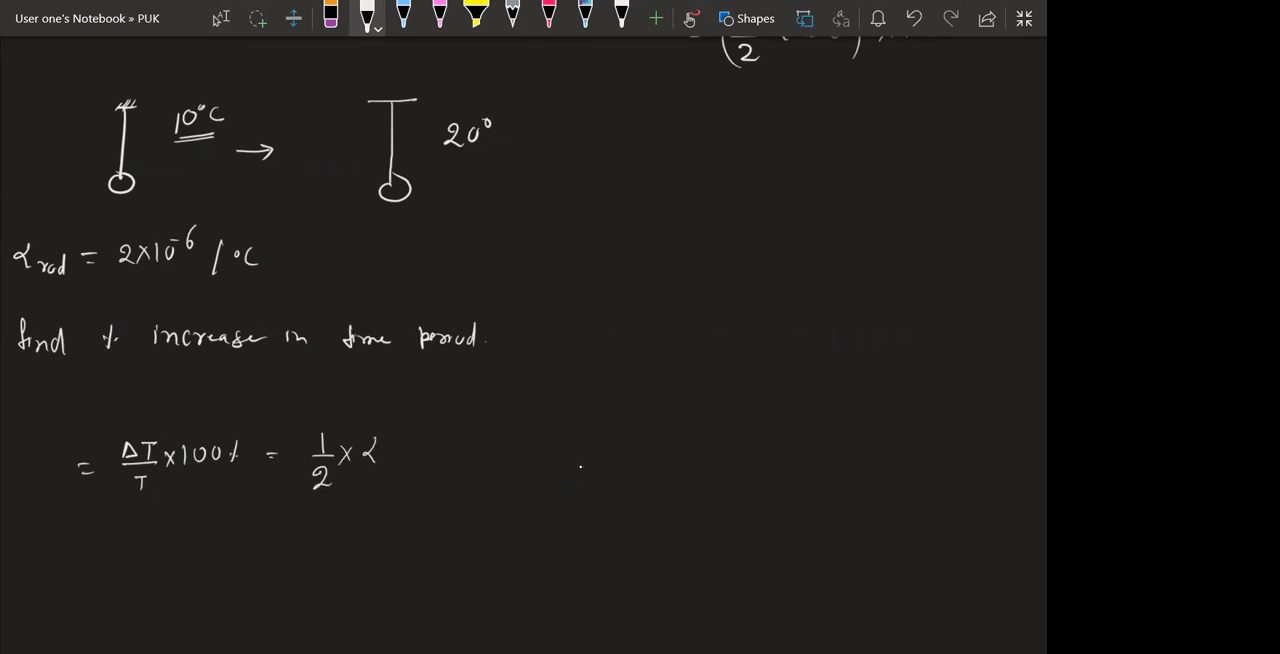 User one's Notebook » PUK
Shapes
2
10°C
20°
α rod = 2×10⁻⁶ / °C
find % increase in time period.
= ΔT/T ×100% = 1/2 × α